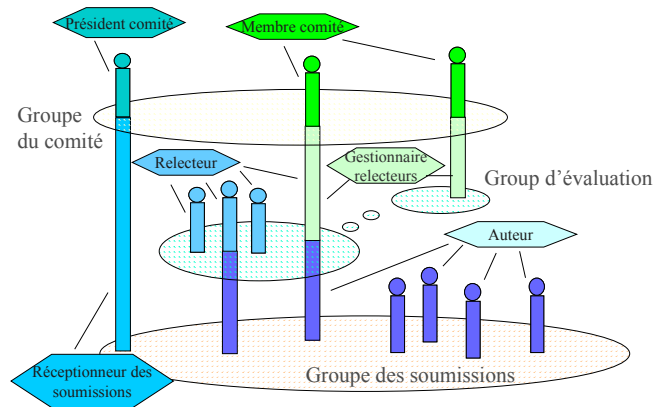 Président comité
Membre comité
Groupe
du comité
Relecteur
Gestionnaire
relecteurs
Group d’évaluation
Auteur
Réceptionneur des
soumissions
Groupe des soumissions